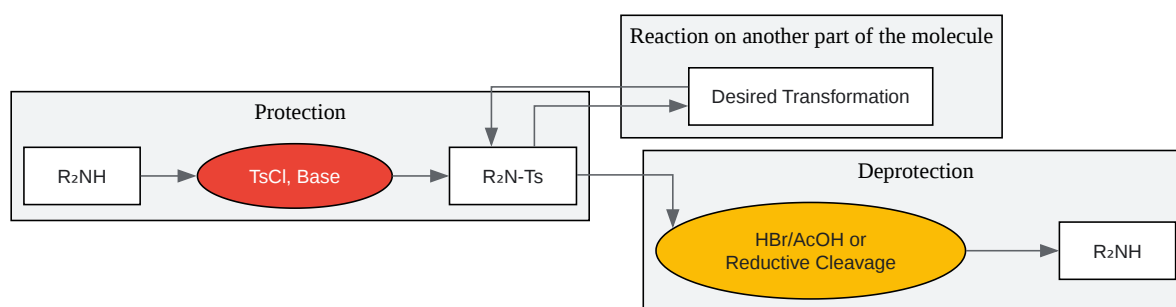 Reaction on another part of the molecule
Desired Transformation
Protection
R₂NH
TsCl, Base
R₂N-Ts
Deprotection
HBr/AcOH or
Reductive Cleavage
R₂NH